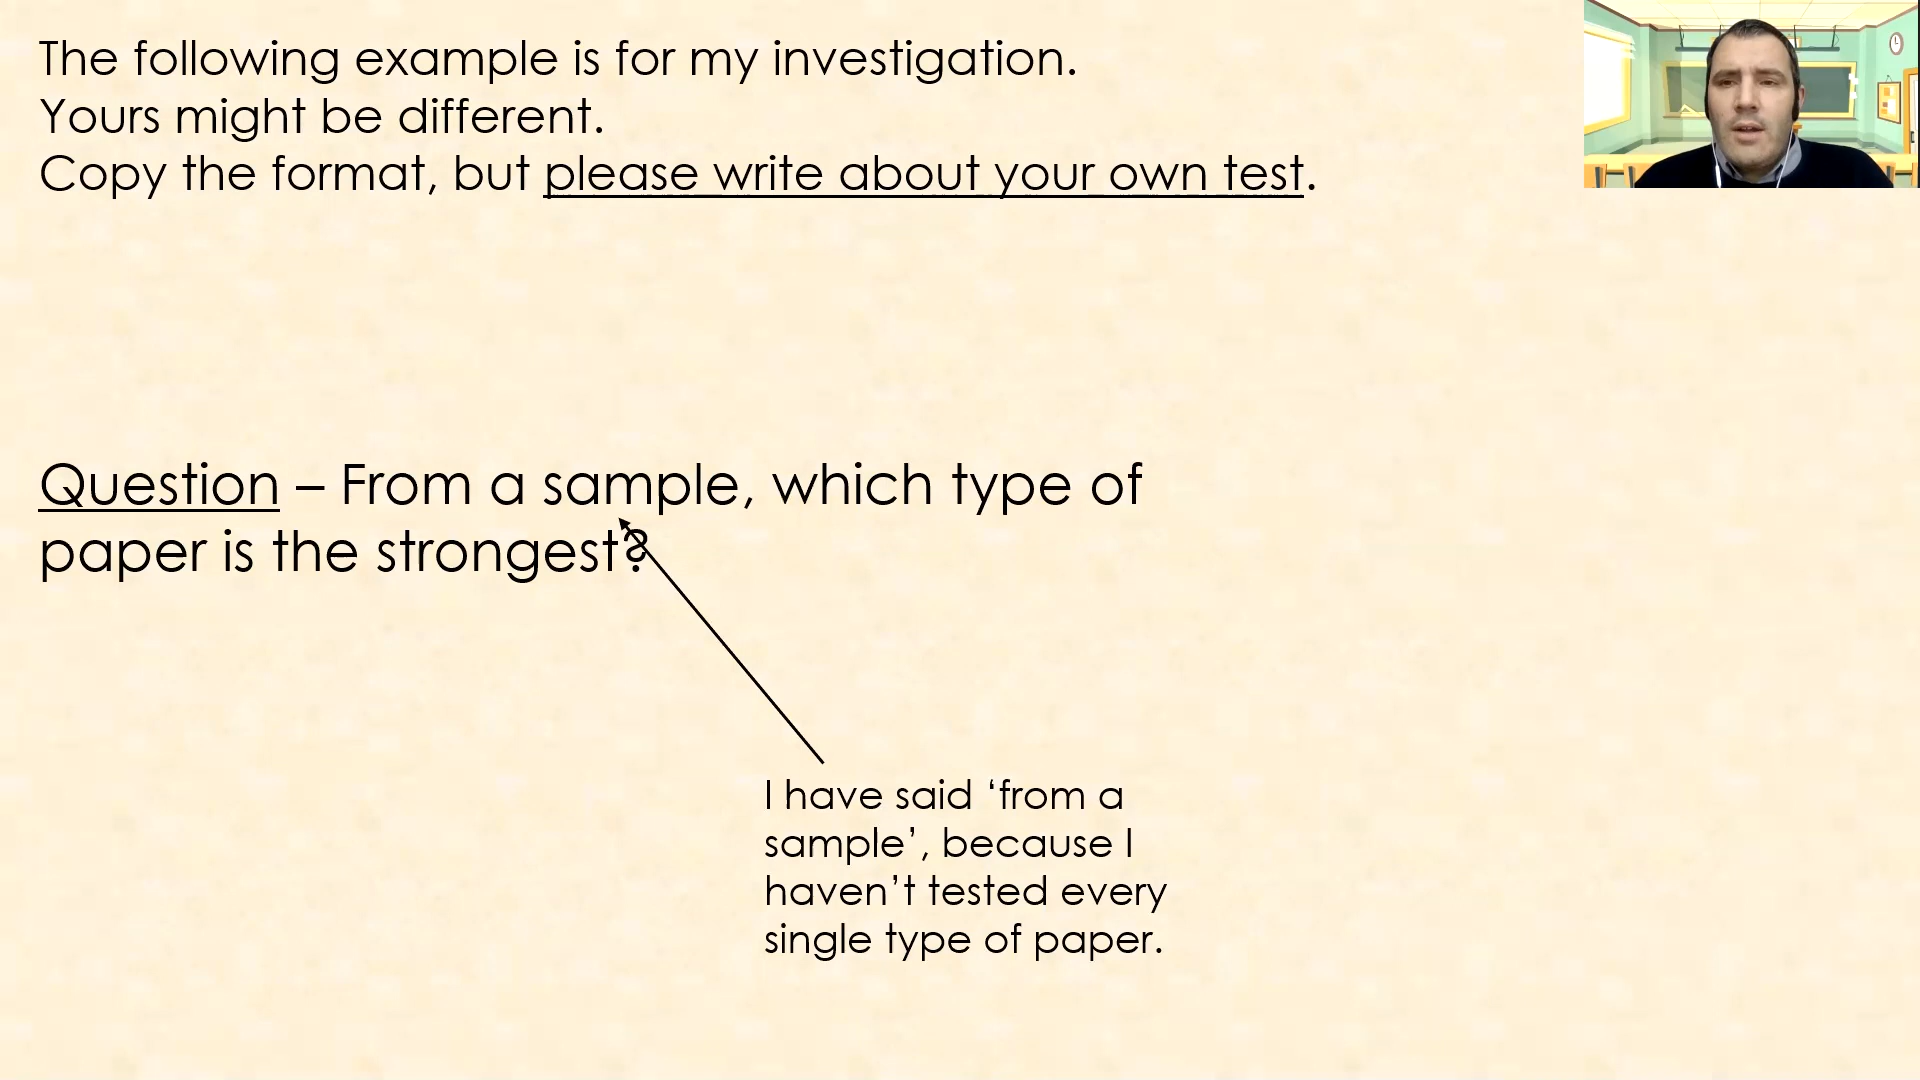 The following example is for my investigation.
Yours might be different.
Copy the format, but please write about your own test.
Question – From a sample, which type of
paper is the strongest?
I have said ‘from a
sample’, because I
haven’t tested every
single type of paper.